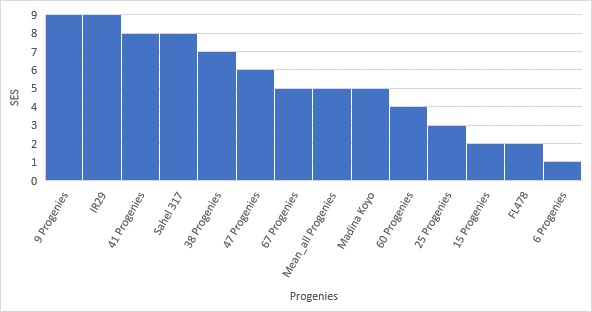 9
8
7
6
5
4
3
2
1
0
SES
9 Progenies
IR29
41 Progenies
Sahel 317
38 Progenies
47 Progenies
67 Progenies
Mean_all Progenies
Madina Koyo
60 Progenies
25 Progenies
15 Progenies
FL478
6 Progenies
Progenies